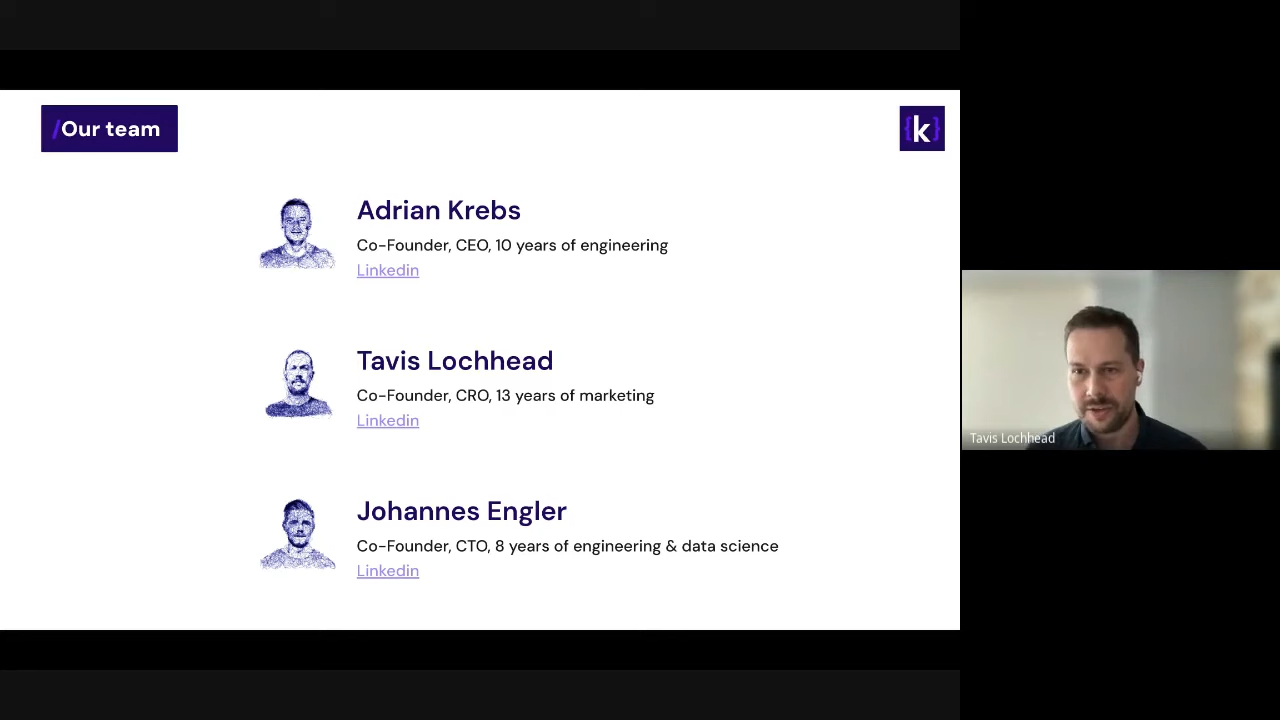 /Our team
{k}
Adrian Krebs
Co-Founder, CEO, 10 years of engineering
Linkedin
Tavis Lochhead
Co-Founder, CRO, 13 years of marketing
Linkedin
Johannes Engler
Co-Founder, CTO, 8 years of engineering & data science
Linkedin
Tavis Lochhead